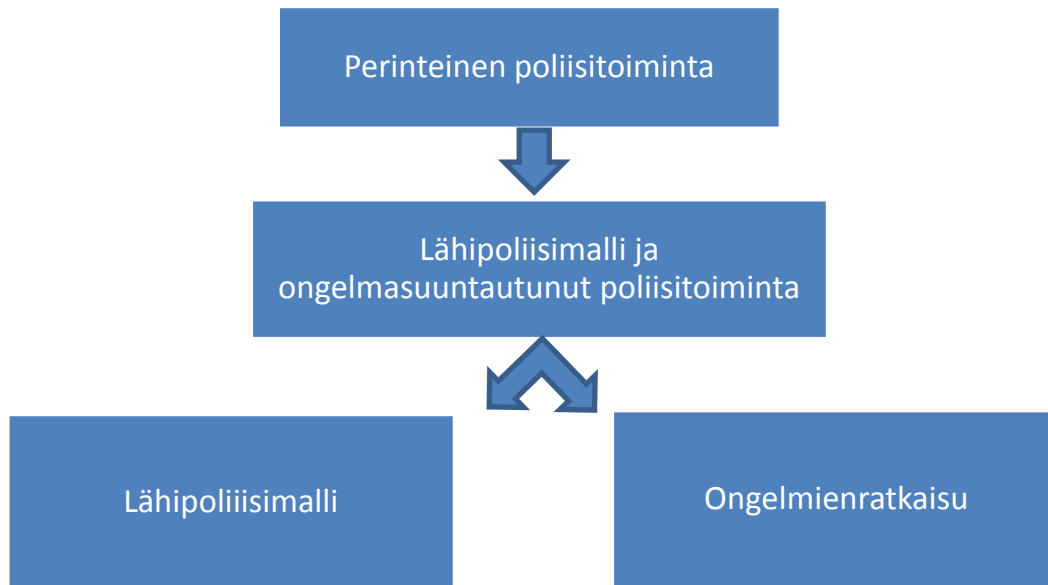 Perinteinen poliisitoiminta
Lähipoliisimalli ja
ongelmasuuntautunut poliisitoiminta
Lähipoliiisimalli
Ongelmienratkaisu